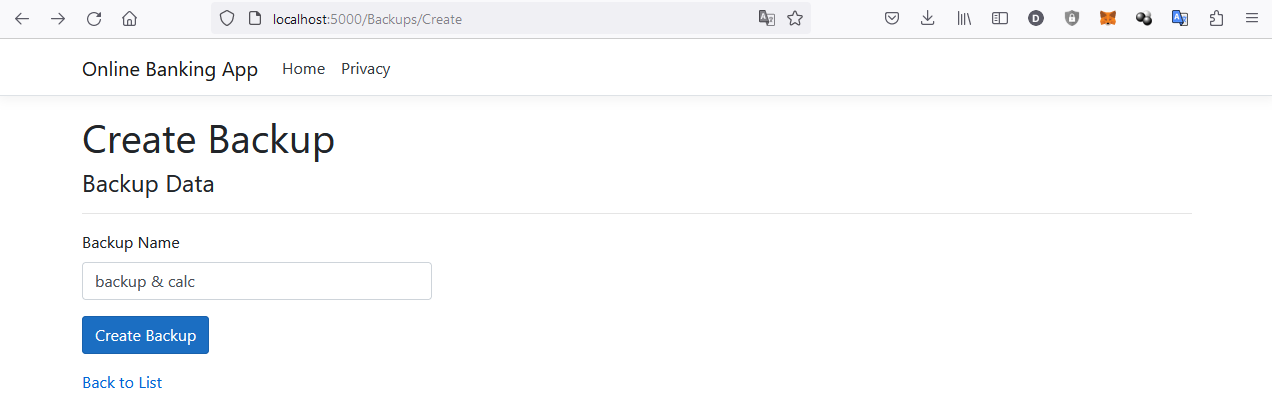 localhost:5000/Backups/Create
Online Banking App Home Privacy
Create Backup
Backup Data
Backup Name
backup & calc
Create Backup
Back to List